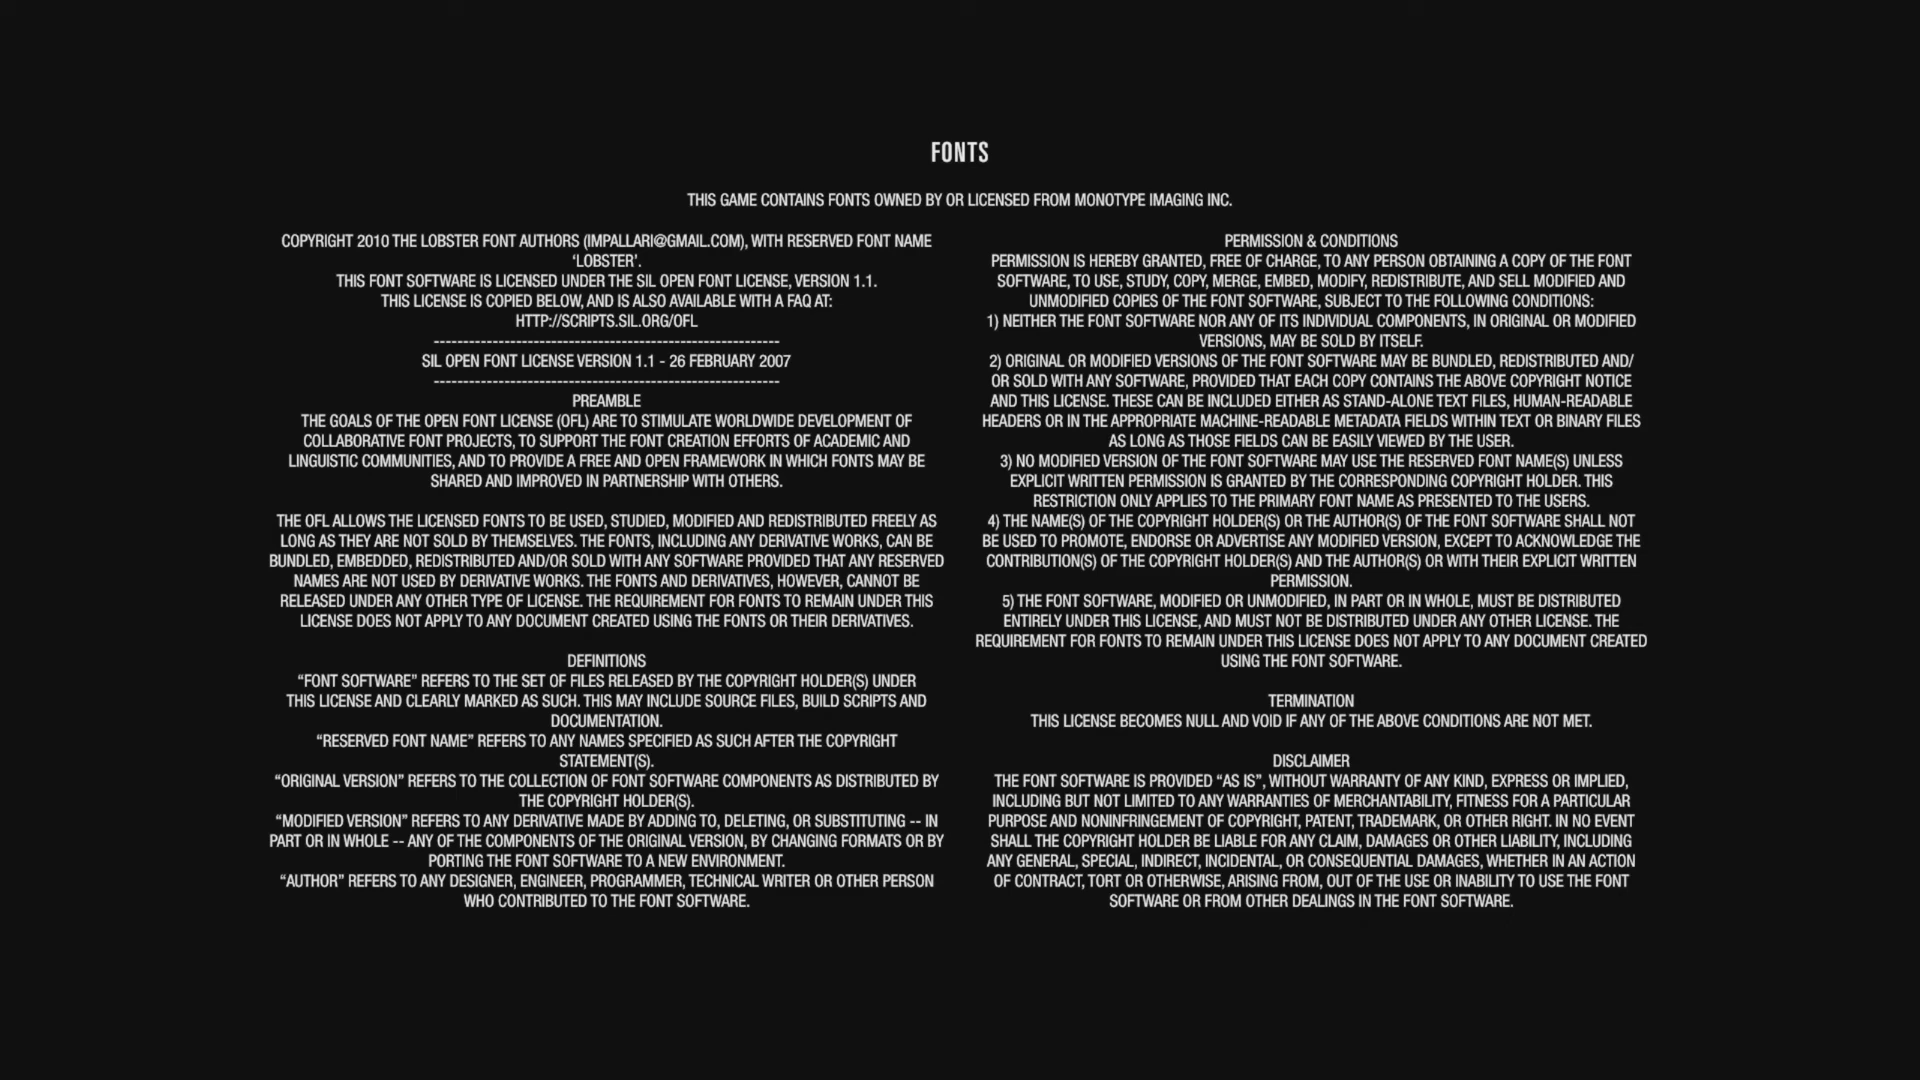 FONTS
THIS GAME CONTAINS FONTS OWNED BY OR LICENSED FROM MONOTYPE IMAGING INC.
COPYRIGHT 2010 THE LOBSTER FONT AUTHORS (IMPALLARI@GMAIL.COM), WITH RESERVED FONT NAME
‘LOBSTER’.
THIS FONT SOFTWARE IS LICENSED UNDER THE SIL OPEN FONT LICENSE, VERSION 1.1.
THIS LICENSE IS COPIED BELOW, AND IS ALSO AVAILABLE WITH A FAQ AT:
HTTP://SCRIPTS.SIL.ORG/OFL
-----------------------------------------------------------
SIL OPEN FONT LICENSE VERSION 1.1 - 26 FEBRUARY 2007
-----------------------------------------------------------
PREAMBLE
THE GOALS OF THE OPEN FONT LICENSE (OFL) ARE TO STIMULATE WORLDWIDE DEVELOPMENT OF
COLLABORATIVE FONT PROJECTS, TO SUPPORT THE FONT CREATION EFFORTS OF ACADEMIC AND
LINGUISTIC COMMUNITIES, AND TO PROVIDE A FREE AND OPEN FRAMEWORK IN WHICH FONTS MAY BE
SHARED AND IMPROVED IN PARTNERSHIP WITH OTHERS.
THE OFL ALLOWS THE LICENSED FONTS TO BE USED, STUDIED, MODIFIED AND REDISTRIBUTED FREELY AS
LONG AS THEY ARE NOT SOLD BY THEMSELVES. THE FONTS, INCLUDING ANY DERIVATIVE WORKS, CAN BE
BUNDLED, EMBEDDED, REDISTRIBUTED AND/OR SOLD WITH ANY SOFTWARE PROVIDED THAT ANY RESERVED
NAMES ARE NOT USED BY DERIVATIVE WORKS. THE FONTS AND DERIVATIVES, HOWEVER, CANNOT BE
RELEASED UNDER ANY OTHER TYPE OF LICENSE. THE REQUIREMENT FOR FONTS TO REMAIN UNDER THIS
LICENSE DOES NOT APPLY TO ANY DOCUMENT CREATED USING THE FONTS OR THEIR DERIVATIVES.
DEFINITIONS
“FONT SOFTWARE” REFERS TO THE SET OF FILES RELEASED BY THE COPYRIGHT HOLDER(S) UNDER
THIS LICENSE AND CLEARLY MARKED AS SUCH. THIS MAY INCLUDE SOURCE FILES, BUILD SCRIPTS AND
DOCUMENTATION.
“RESERVED FONT NAME” REFERS TO ANY NAMES SPECIFIED AS SUCH AFTER THE COPYRIGHT
STATEMENT(S).
“ORIGINAL VERSION” REFERS TO THE COLLECTION OF FONT SOFTWARE COMPONENTS AS DISTRIBUTED BY
THE COPYRIGHT HOLDER(S).
“MODIFIED VERSION” REFERS TO ANY DERIVATIVE MADE BY ADDING TO, DELETING, OR SUBSTITUTING -- IN
PART OR IN WHOLE -- ANY OF THE COMPONENTS OF THE ORIGINAL VERSION, BY CHANGING FORMATS OR BY
PORTING THE FONT SOFTWARE TO A NEW ENVIRONMENT.
“AUTHOR” REFERS TO ANY DESIGNER, ENGINEER, PROGRAMMER, TECHNICAL WRITER OR OTHER PERSON
WHO CONTRIBUTED TO THE FONT SOFTWARE.
PERMISSION & CONDITIONS
PERMISSION IS HEREBY GRANTED, FREE OF CHARGE, TO ANY PERSON OBTAINING A COPY OF THE FONT
SOFTWARE, TO USE, STUDY, COPY, MERGE, EMBED, MODIFY, REDISTRIBUTE, AND SELL MODIFIED AND
UNMODIFIED COPIES OF THE FONT SOFTWARE, SUBJECT TO THE FOLLOWING CONDITIONS:
1) NEITHER THE FONT SOFTWARE NOR ANY OF ITS INDIVIDUAL COMPONENTS, IN ORIGINAL OR MODIFIED
VERSIONS, MAY BE SOLD BY ITSELF.
2) ORIGINAL OR MODIFIED VERSIONS OF THE FONT SOFTWARE MAY BE BUNDLED, REDISTRIBUTED AND/
OR SOLD WITH ANY SOFTWARE, PROVIDED THAT EACH COPY CONTAINS THE ABOVE COPYRIGHT NOTICE
AND THIS LICENSE. THESE CAN BE INCLUDED EITHER AS STAND-ALONE TEXT FILES, HUMAN-READABLE
HEADERS OR IN THE APPROPRIATE MACHINE-READABLE METADATA FIELDS WITHIN TEXT OR BINARY FILES
AS LONG AS THOSE FIELDS CAN BE EASILY VIEWED BY THE USER.
3) NO MODIFIED VERSION OF THE FONT SOFTWARE MAY USE THE RESERVED FONT NAME(S) UNLESS
EXPLICIT WRITTEN PERMISSION IS GRANTED BY THE CORRESPONDING COPYRIGHT HOLDER. THIS
RESTRICTION ONLY APPLIES TO THE PRIMARY FONT NAME AS PRESENTED TO THE USERS.
4) THE NAME(S) OF THE COPYRIGHT HOLDER(S) OR THE AUTHOR(S) OF THE FONT SOFTWARE SHALL NOT
BE USED TO PROMOTE, ENDORSE OR ADVERTISE ANY MODIFIED VERSION, EXCEPT TO ACKNOWLEDGE THE
CONTRIBUTION(S) OF THE COPYRIGHT HOLDER(S) AND THE AUTHOR(S) OR WITH THEIR EXPLICIT WRITTEN
PERMISSION.
5) THE FONT SOFTWARE, MODIFIED OR UNMODIFIED, IN PART OR IN WHOLE, MUST BE DISTRIBUTED
ENTIRELY UNDER THIS LICENSE, AND MUST NOT BE DISTRIBUTED UNDER ANY OTHER LICENSE. THE
REQUIREMENT FOR FONTS TO REMAIN UNDER THIS LICENSE DOES NOT APPLY TO ANY DOCUMENT CREATED
USING THE FONT SOFTWARE.
TERMINATION
THIS LICENSE BECOMES NULL AND VOID IF ANY OF THE ABOVE CONDITIONS ARE NOT MET.
DISCLAIMER
THE FONT SOFTWARE IS PROVIDED “AS IS”, WITHOUT WARRANTY OF ANY KIND, EXPRESS OR IMPLIED,
INCLUDING BUT NOT LIMITED TO ANY WARRANTIES OF MERCHANTABILITY, FITNESS FOR A PARTICULAR
PURPOSE AND NONINFRINGEMENT OF COPYRIGHT, PATENT, TRADEMARK, OR OTHER RIGHT. IN NO EVENT
SHALL THE COPYRIGHT HOLDER BE LIABLE FOR ANY CLAIM, DAMAGES OR OTHER LIABILITY, INCLUDING
ANY GENERAL, SPECIAL, INDIRECT, INCIDENTAL, OR CONSEQUENTIAL DAMAGES, WHETHER IN AN ACTION
OF CONTRACT, TORT OR OTHERWISE, ARISING FROM, OUT OF THE USE OR INABILITY TO USE THE FONT
SOFTWARE OR FROM OTHER DEALINGS IN THE FONT SOFTWARE.